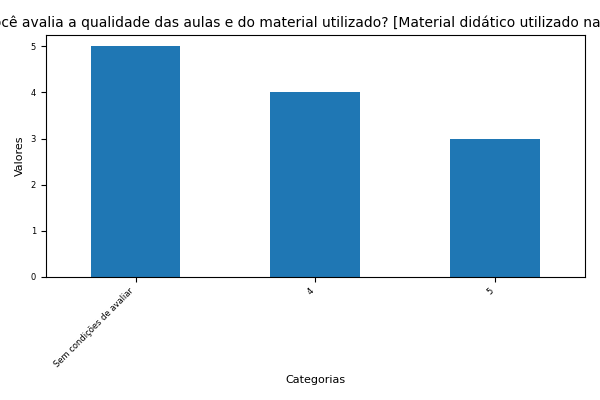 cê avalia a qualidade das aulas e do material utilizado? [Material didático utilizado na
Valores
5
4
3
2
1
0
Sem condições de avaliar
4
5
Categorias